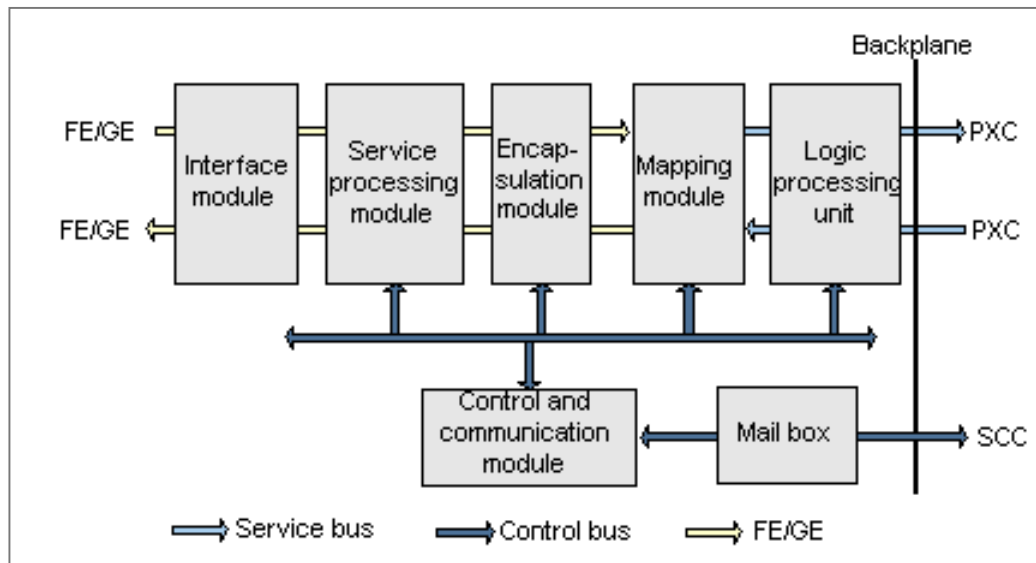 Backplane
FE/GE
Interface
module
Service
processing
module
Encap-
sulation
module
Mapping
module
Logic
processing
unit
PXC
FE/GE
PXC
Control and
communication
module
Mail box
SCC
Service bus
Control bus
FE/GE